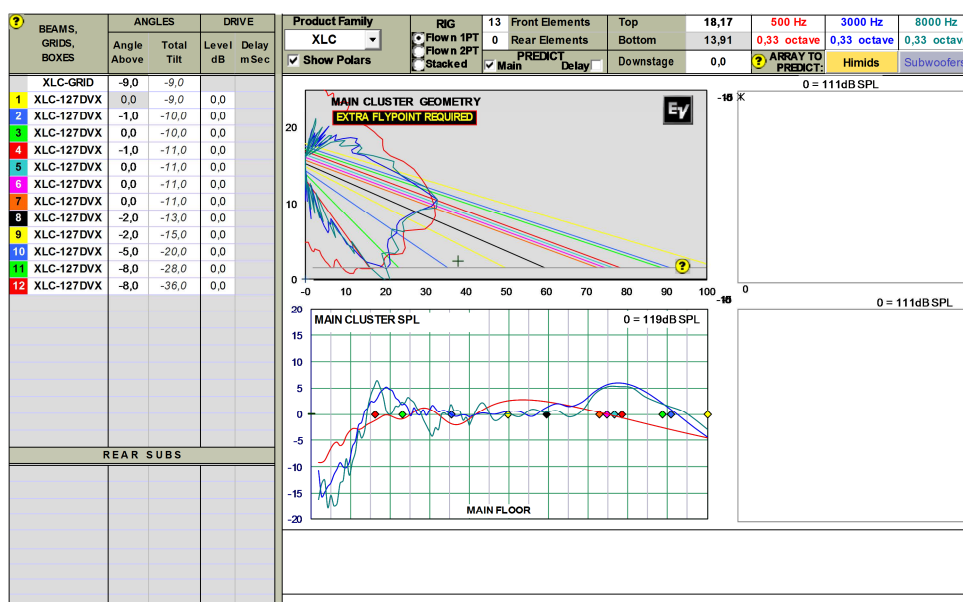 ? BEAMS, GRIDS, BOXES ANGLES DRIVE
Angle Above Total Tilt Level dB Delay mSec
XLC-GRID -9,0 -9,0
1 XLC-127DVX 0,0 -9,0 0,0
2 XLC-127DVX -1,0 -10,0 0,0
3 XLC-127DVX 0,0 -10,0 0,0
4 XLC-127DVX -1,0 -11,0 0,0
5 XLC-127DVX 0,0 -11,0 0,0
6 XLC-127DVX 0,0 -11,0 0,0
7 XLC-127DVX 0,0 -11,0 0,0
8 XLC-127DVX -2,0 -13,0 0,0
9 XLC-127DVX -2,0 -15,0 0,0
10 XLC-127DVX -5,0 -20,0 0,0
11 XLC-127DVX -8,0 -28,0 0,0
12 XLC-127DVX -8,0 -36,0 0,0
REAR SUBS
Product Family
XLC
Show Polars
RIG
Flown 1PT
Flown 2PT
Stacked
13 Front Elements
0 Rear Elements
PREDICT
Main Delay
Top 18,17
Bottom 13,91
Downstage 0,0
500 Hz 3000 Hz 8000 Hz
0,33 octave 0,33 octave 0,33 octav
? ARRAY TO PREDICT: Himids Subwoofers
MAIN CLUSTER GEOMETRY
EXTRA FLYPOINT REQUIRED
EV
20
10
0
?
-0 10 20 30 40 50 60 70 80 90 100
0 = 111dB SPL
0
MAIN CLUSTER SPL 0 = 119dB SPL
20
15
10
5
0
-5
-10
-15
-20
MAIN FLOOR
0 = 111dB SPL